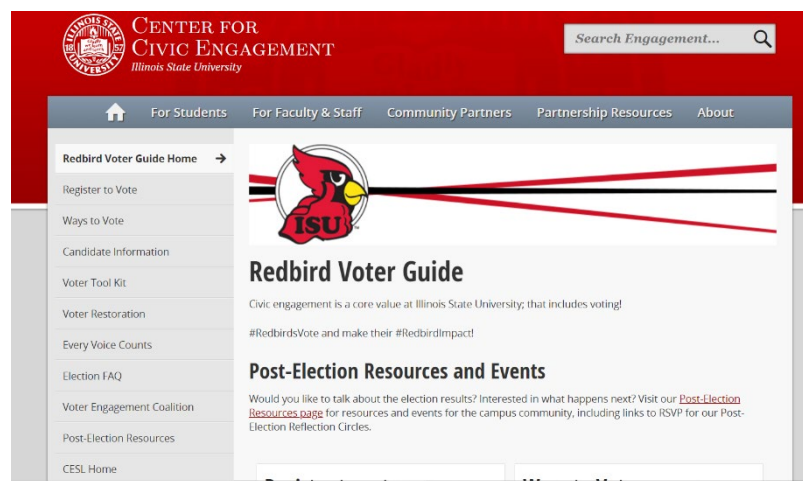 ILLINOIS STATE
18 57
UNIVERSITY
CENTER FOR
CIVIC ENGAGEMENT
Illinois State University
Search Engagement...
For Students
For Faculty & Staff
Community Partners
Partnership Resources
About
Redbird Voter Guide Home
Register to Vote
Ways to Vote
Candidate Information
Voter Tool Kit
Voter Restoration
Every Voice Counts
Election FAQ
Voter Engagement Coalition
Post-Election Resources
CESL Home
ISU
Redbird Voter Guide
Civic engagement is a core value at Illinois State University; that includes voting!
#RedbirdsVote and make their #RedbirdImpact!
Post-Election Resources and Events
Would you like to talk about the election results? Interested in what happens next? Visit our Post-Election
Resources page for resources and events for the campus community, including links to RSVP for our Post-
Election Reflection Circles.